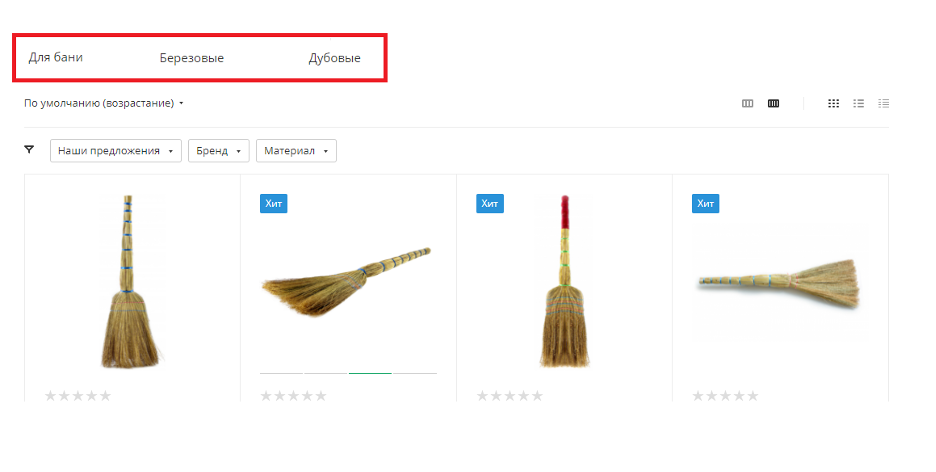 Для бани Березовые Дубовые
По умолчанию (возрастание)
Наши предложения Бренд Материал
Хит Хит Хит